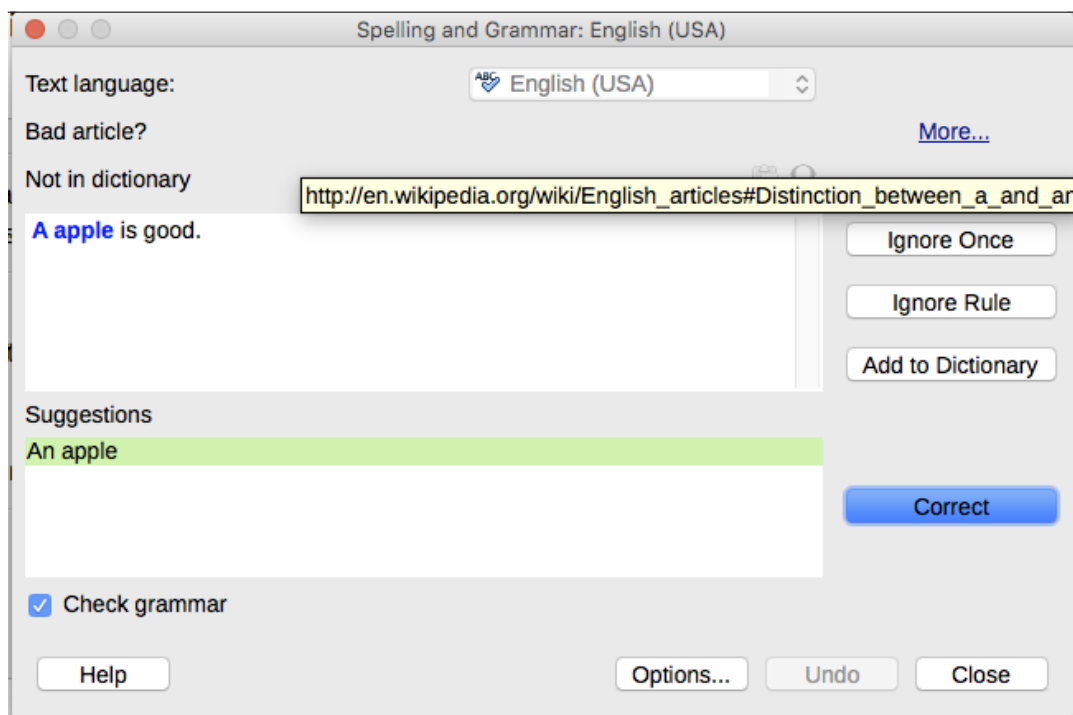 Spelling and Grammar: English (USA)
Text language:
ABC English (USA)
Bad article?
More...
Not in dictionary
http://en.wikipedia.org/wiki/English_articles#Distinction_between_a_and_an
A apple is good.
Ignore Once
Ignore Rule
Add to Dictionary
Suggestions
An apple
Correct
Check grammar
Help
Options...
Undo
Close